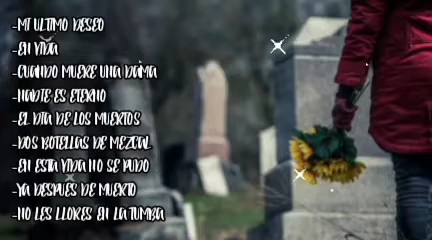 -MI ULTIMO DESEO
-EN VIDA
-CUANDO MUERE UNA DAMA
-NADIE ES ETERNO
-EL DIA DE LOS MUERTOS
-DOS BOTELLAS DE MEZCAL
-EN ESTA VIDA NO SE PUDO
-YA DESPUES DE MUERTO
-NO LES LLORES EN LA TUMBA